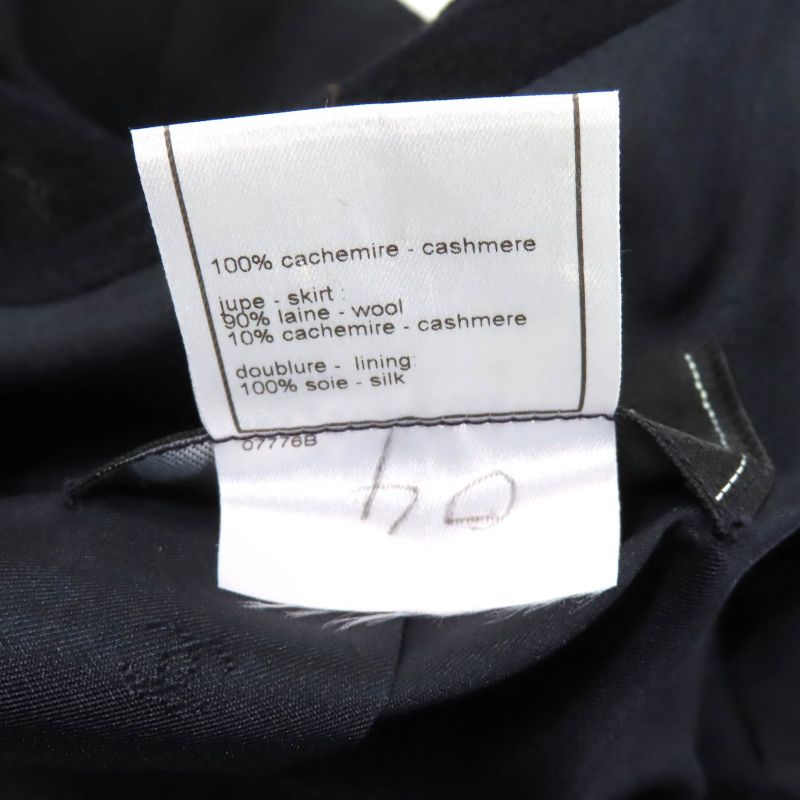 100% cachemire - cashmere
jupe - skirt :
90% laine - wool
10% cachemire - cashmere
doublure - lining:
100% soie - silk
07776B
40